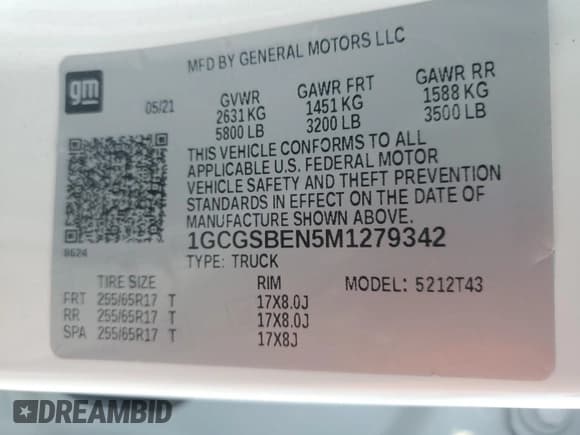 gm
MFD BY GENERAL MOTORS LLC
05/21
GVWR GAWR FRT GAWR RR
2631 KG 1451 KG 1588 KG
5800 LB 3200 LB 3500 LB
THIS VEHICLE CONFORMS TO ALL
APPLICABLE U.S. FEDERAL MOTOR
VEHICLE SAFETY AND THEFT PREVENTION
STANDARDS IN EFFECT ON THE DATE OF
MANUFACTURE SHOWN ABOVE.
8624
1GCGSBEN5M1279342
TYPE: TRUCK
TIRE SIZE RIM MODEL: 5212T43
FRT 255/65R17 T 17X8.0J
RR 255/65R17 T 17X8.0J
SPA 255/65R17 T 17X8J
DREAMBID